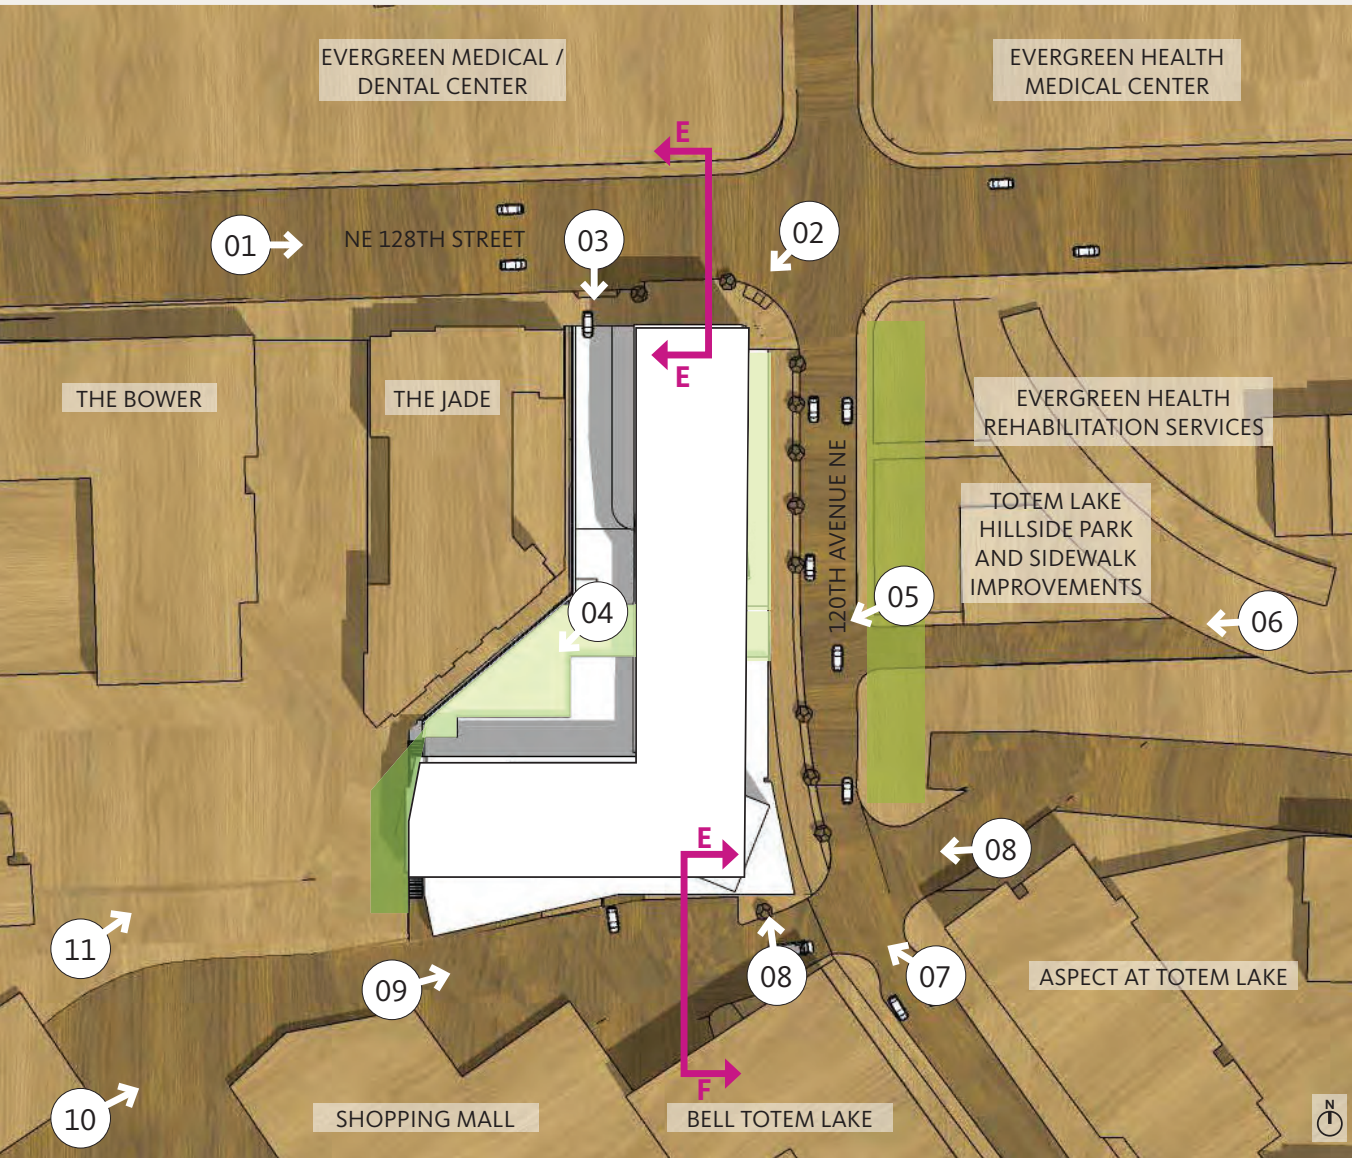 EVERGREEN MEDICAL /
DENTAL CENTER
EVERGREEN HEALTH
MEDICAL CENTER
E
01
NE 128TH STREET
03
02
E
THE BOWER
THE JADE
EVERGREEN HEALTH
REHABILITATION SERVICES
120TH AVENUE NE
TOTEM LAKE
HILLSIDE PARK
AND SIDEWALK
IMPROVEMENTS
04
05
06
E
08
11
09
08
07
ASPECT AT TOTEM LAKE
10
F
SHOPPING MALL
BELL TOTEM LAKE
N